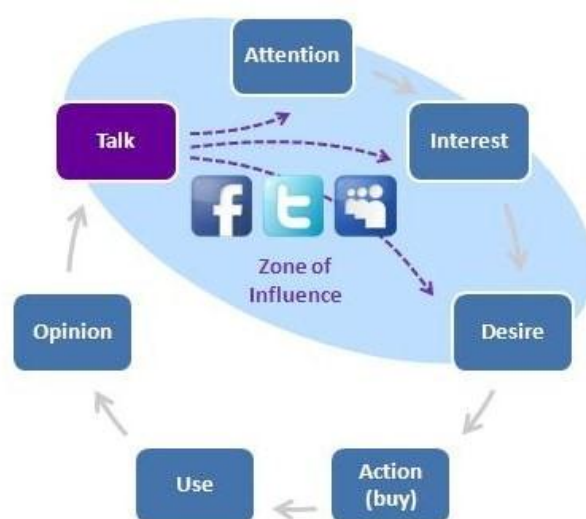 Attention
Talk
Interest
f
t
Zone of
Influence
Opinion
Desire
Use
Action
(buy)